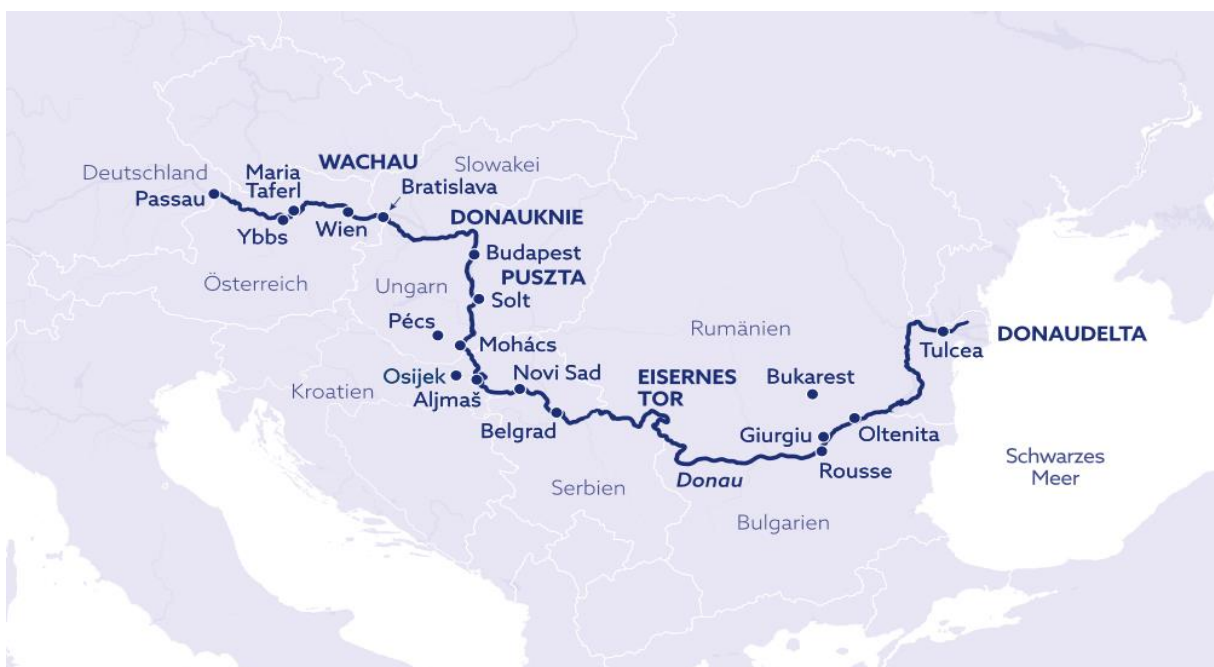 WACHAU
Slowakei
Deutschland
Maria
Taferl
Passau
Bratislava
DONAUKNIE
Ybbs
Wien
Budapest
PUSZTA
Österreich
Ungarn
Solt
Pécs
Mohács
Rumänien
Tulcea
DONAUDELTA
Kroatien
Osijek
Aljmaš
Novi Sad
EISERNES
TOR
Bukarest
Belgrad
Giurgiu
Oltenita
Rousse
Schwarzes
Meer
Donau
Serbien
Bulgarien